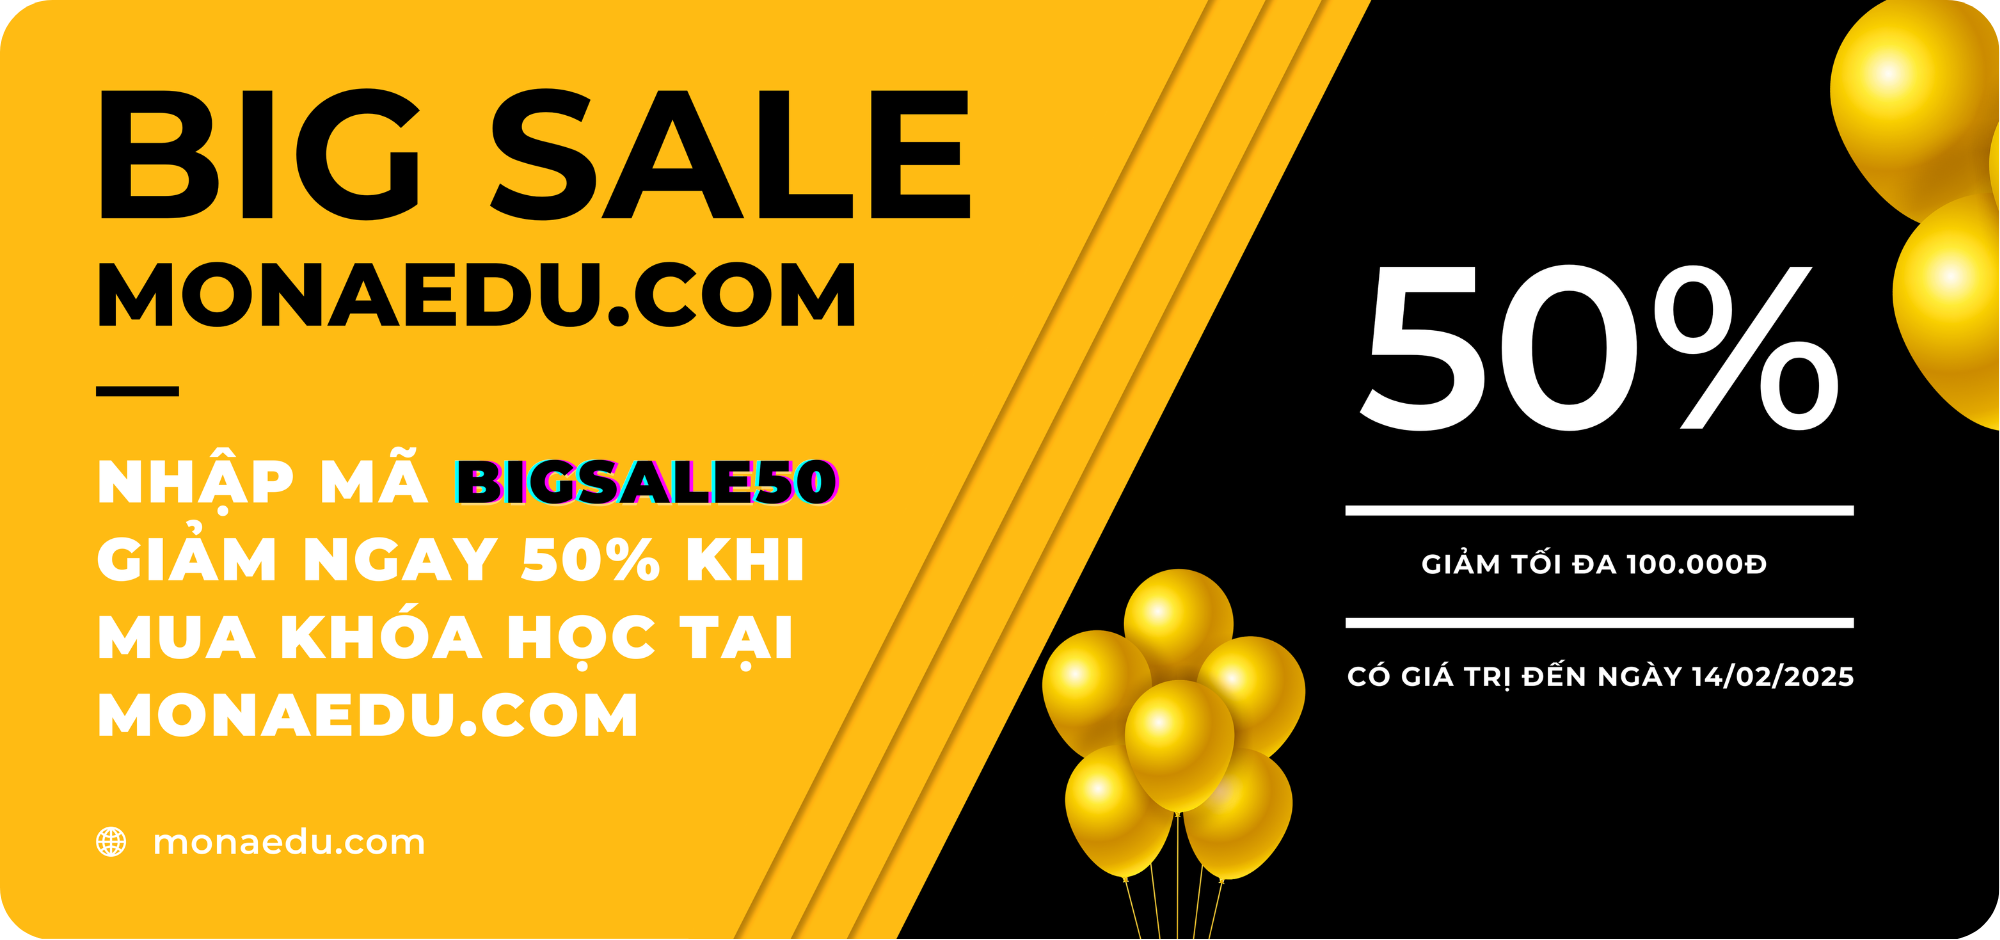 BIG SALE
MONAEDU.COM
NHẬP MÃ BIGSALE50
GIẢM NGAY 50% KHI
MUA KHÓA HỌC TẠI
MONAEDU.COM
monaedu.com
50%
GIẢM TỐI ĐA 100.000Đ
CÓ GIÁ TRỊ ĐẾN NGÀY 14/02/2025